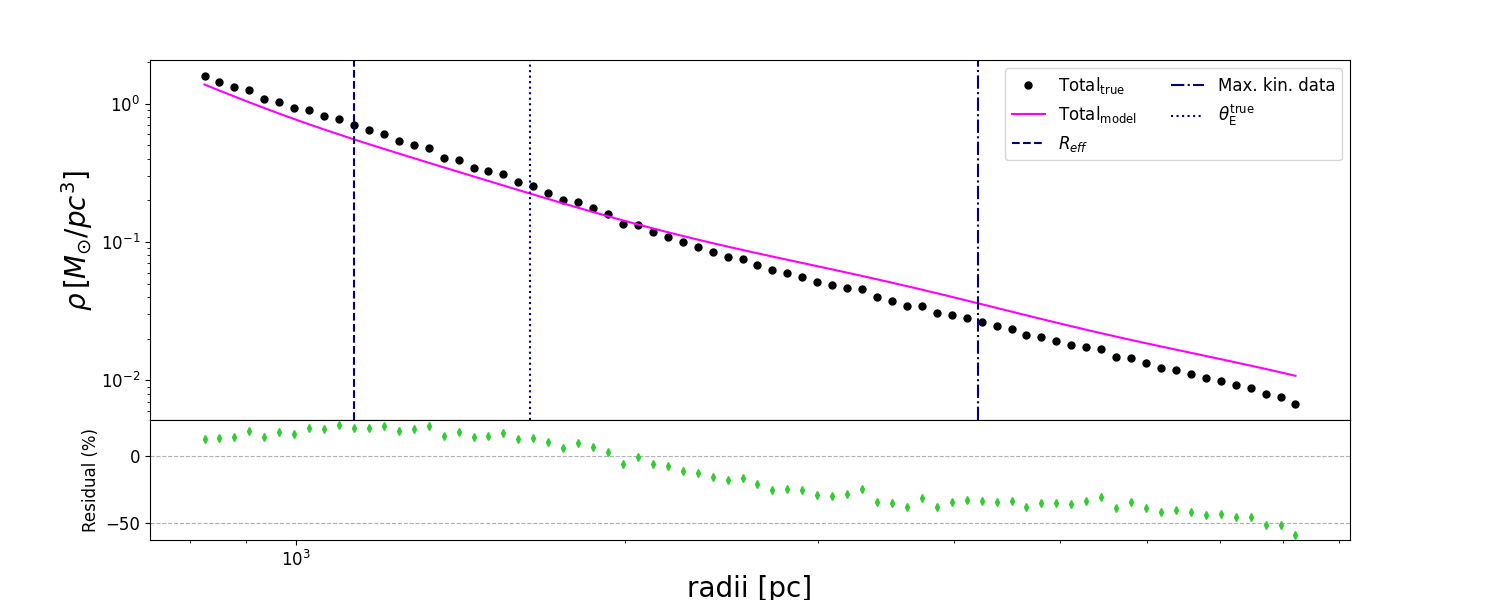 10⁰
10⁻¹
10⁻²
ρ [M⊙/pc³]
Total_true
Total_model
R_eff
Max. kin. data
θ_E^true
0
−50
Residual (%)
10³
radii [pc]